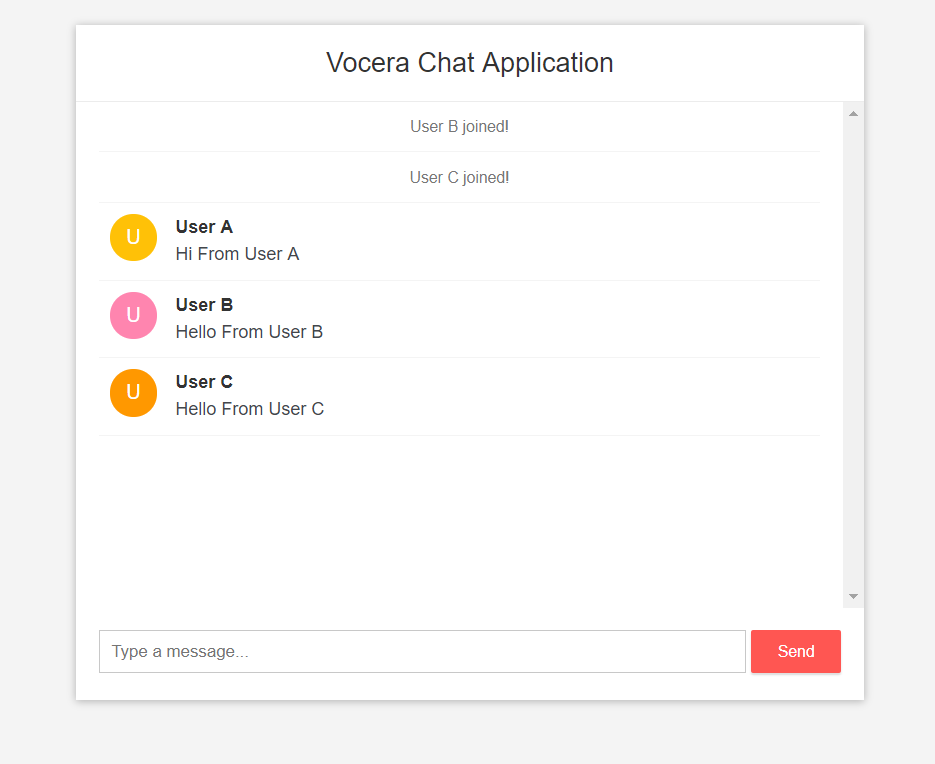 Vocera Chat Application
User B joined!
User C joined!
U
User A
Hi From User A
U
User B
Hello From User B
U
User C
Hello From User C
Type a message...
Send